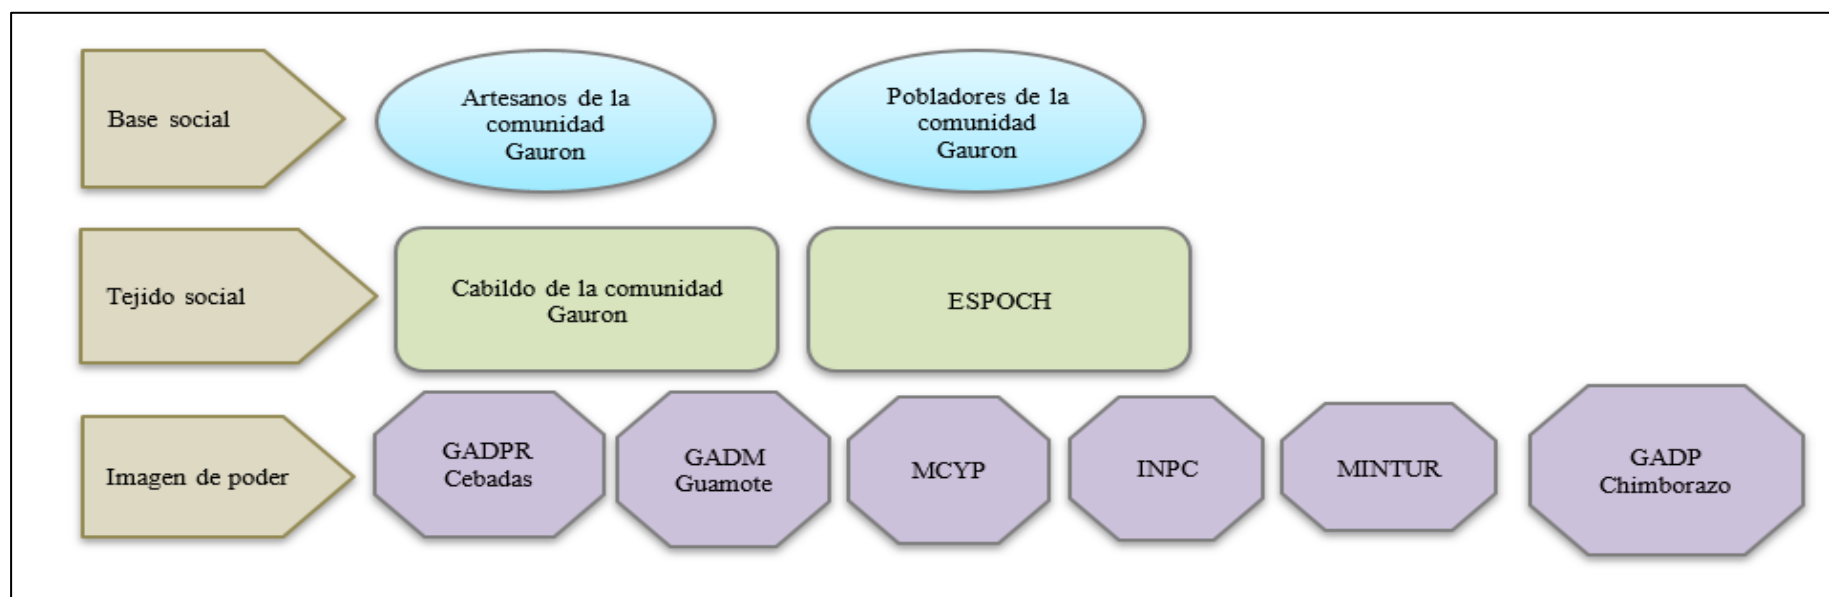 Base social
Artesanos de la
comunidad
Gauron
Pobladores de la
comunidad
Gauron
Tejido social
Cabildo de la comunidad
Gauron
ESPOCH
Imagen de poder
GADPR
Cebadas
GADM
Guamote
MCYP
INPC
MINTUR
GADP
Chimborazo